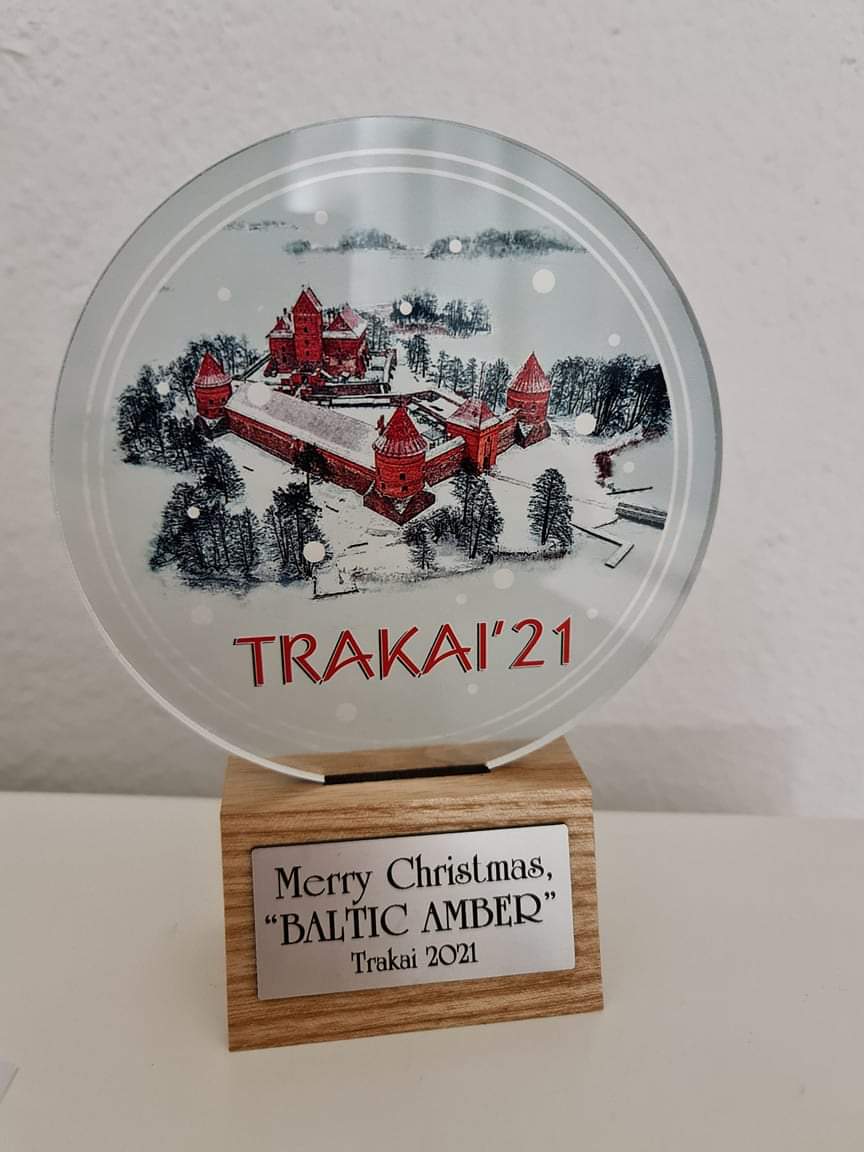 TRAKAI'21
Merry Christmas,
“BALTIC AMBER”
Trakai 2021